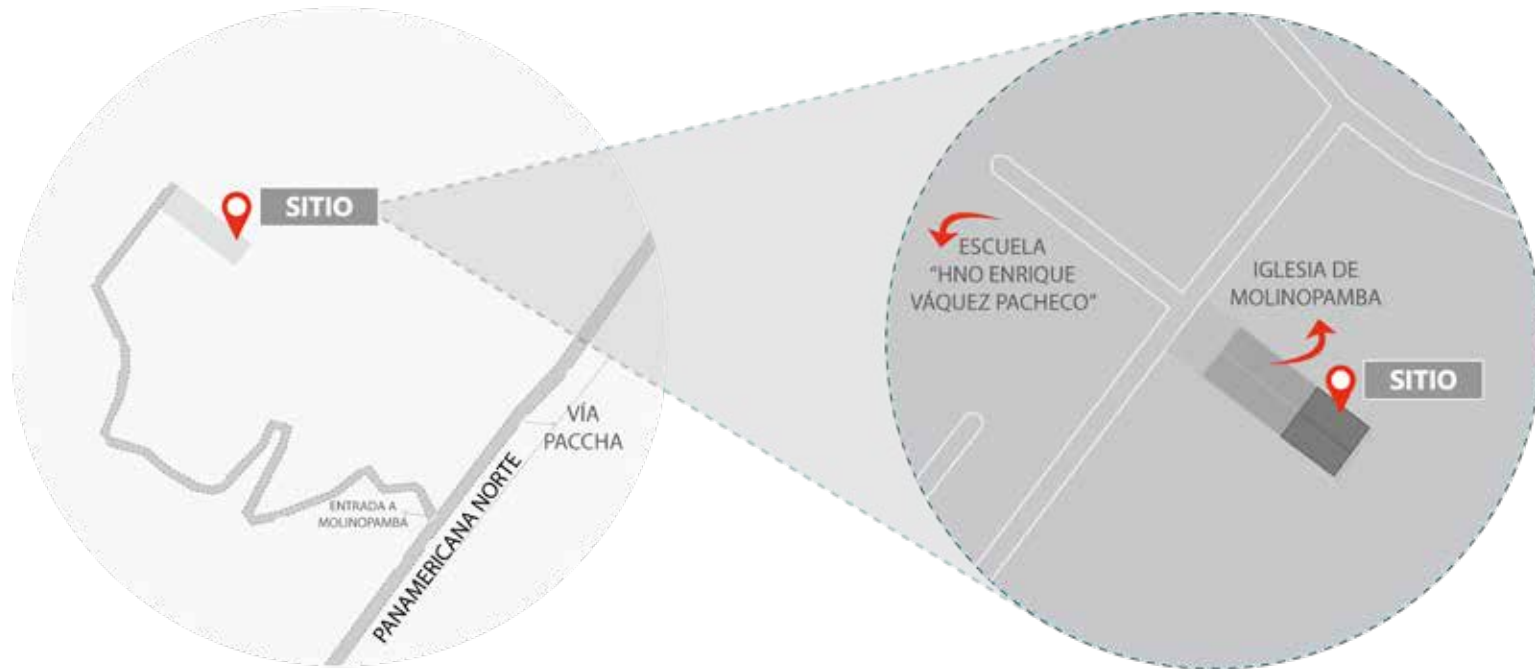 SITIO
VÍA
PACCHA
PANAMERICANA NORTE
ENTRADA A
MOLINOPAMBA
ESCUELA
"HNO ENRIQUE
VÁQUEZ PACHECO"
IGLESIA DE
MOLINOPAMBA
SITIO